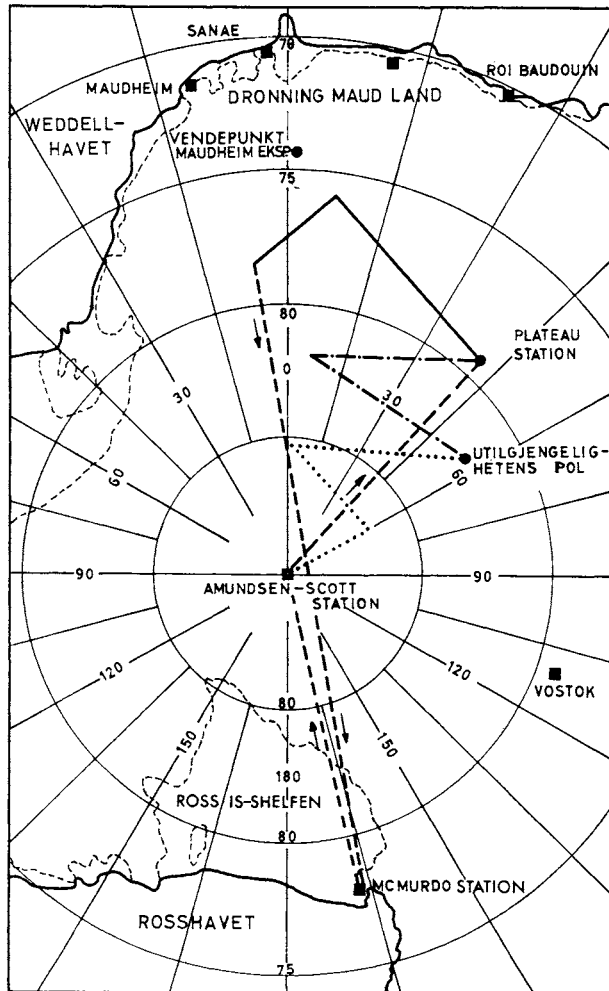 SANAE
70
ROI BAUDOUIN
MAUDHEIM
DRONNING MAUD LAND
WEDDELL-
HAVET
VENDEPUNKT
MAUDHEIM EKSP
75
80
PLATEAU
STATION
0
30
30
UTILGJENGELIG-
HETENS POL
60
60
90
90
AMUNDSEN-SCOTT
STATION
120
120
VOSTOK
80
150
150
180
ROSS IS-SHELFEN
80
MCMURDO STATION
ROSSHAVET
75